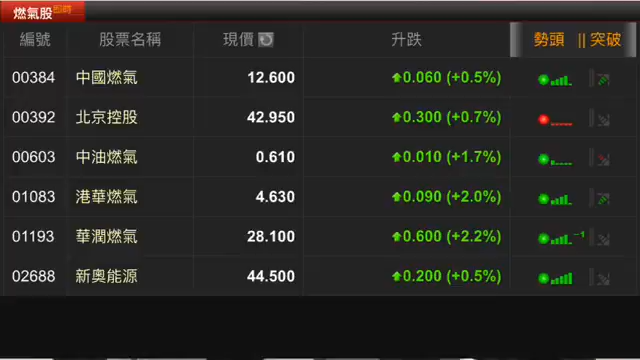 燃氣股即時
編號 股票名稱 現價 升跌 勢頭 || 突破
00384 中國燃氣 12.600 0.060 (+0.5%)
00392 北京控股 42.950 0.300 (+0.7%)
00603 中油燃氣 0.610 0.010 (+1.7%)
01083 港華燃氣 4.630 0.090 (+2.0%)
01193 華潤燃氣 28.100 0.600 (+2.2%) -1
02688 新奧能源 44.500 0.200 (+0.5%)